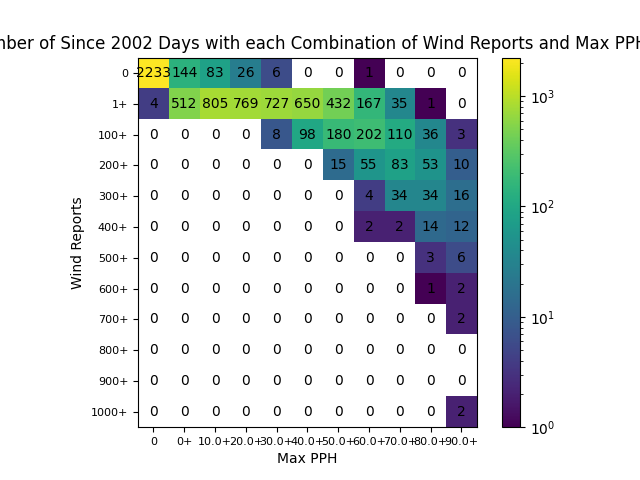 mber of Since 2002 Days with each Combination of Wind Reports and Max PPH
0 2233 144 83 26 6 0 0 1 0 0 0
1+ 4 512 805 769 727 650 432 167 35 1 0
100+ 0 0 0 0 8 98 180 202 110 36 3
200+ 0 0 0 0 0 0 15 55 83 53 10
300+ 0 0 0 0 0 0 0 4 34 34 16
400+ 0 0 0 0 0 0 0 2 2 14 12
500+ 0 0 0 0 0 0 0 0 0 3 6
600+ 0 0 0 0 0 0 0 0 0 1 2
700+ 0 0 0 0 0 0 0 0 0 0 2
800+ 0 0 0 0 0 0 0 0 0 0 0
900+ 0 0 0 0 0 0 0 0 0 0 0
1000+ 0 0 0 0 0 0 0 0 0 0 2
0 0+ 10.0+ 20.0+ 30.0+ 40.0+ 50.0+ 60.0+ 70.0+ 80.0+ 90.0+
Max PPH
Wind Reports
10³
10²
10¹
10⁰